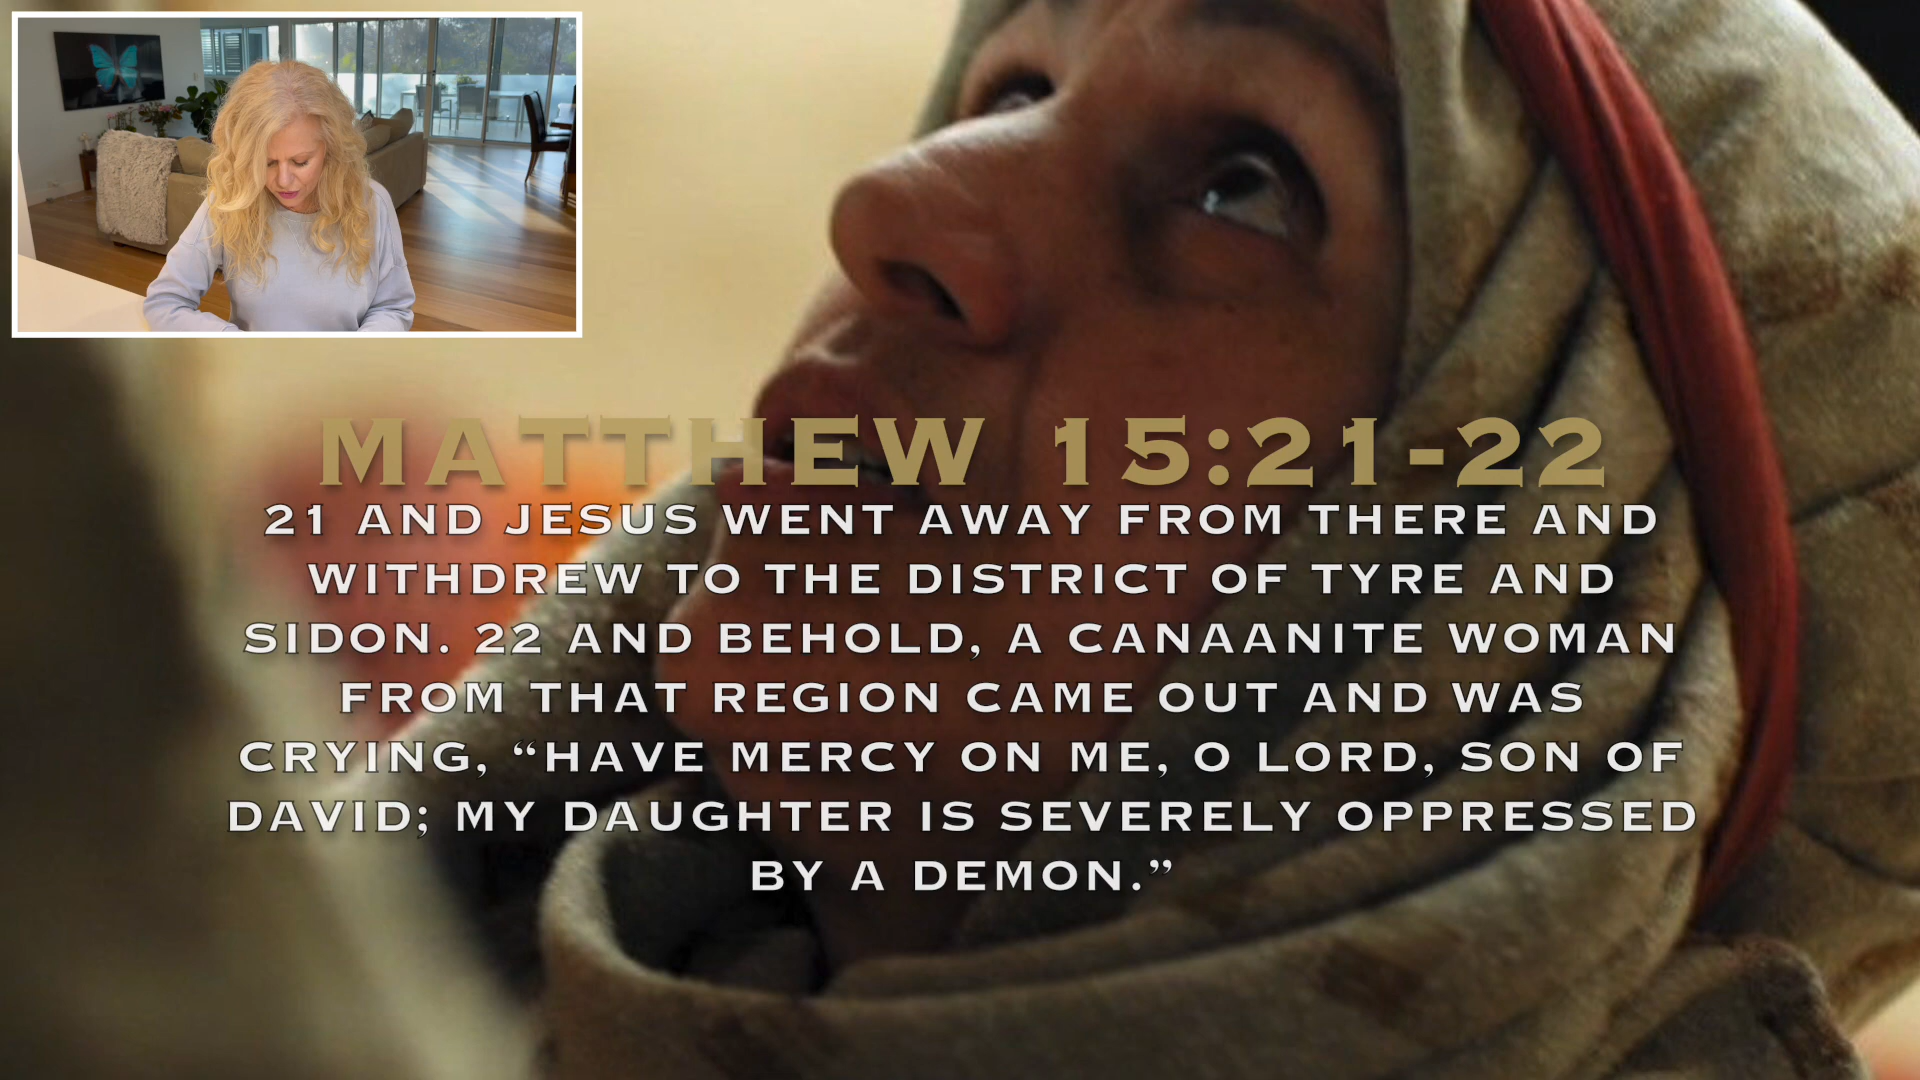 MATTHEW 15:21-22
21 AND JESUS WENT AWAY FROM THERE AND
WITHDREW TO THE DISTRICT OF TYRE AND
SIDON. 22 AND BEHOLD, A CANAANITE WOMAN
FROM THAT REGION CAME OUT AND WAS
CRYING, “HAVE MERCY ON ME, O LORD, SON OF
DAVID; MY DAUGHTER IS SEVERELY OPPRESSED
BY A DEMON.”